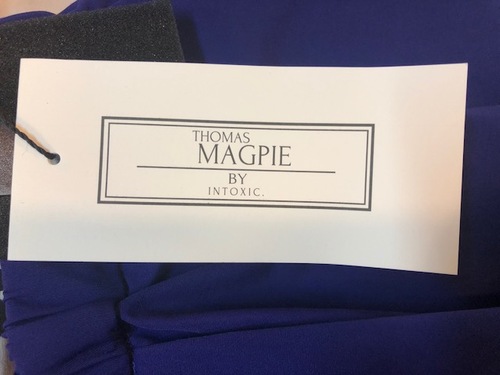 THOMAS
MAGPIE
BY
INTOXIC.